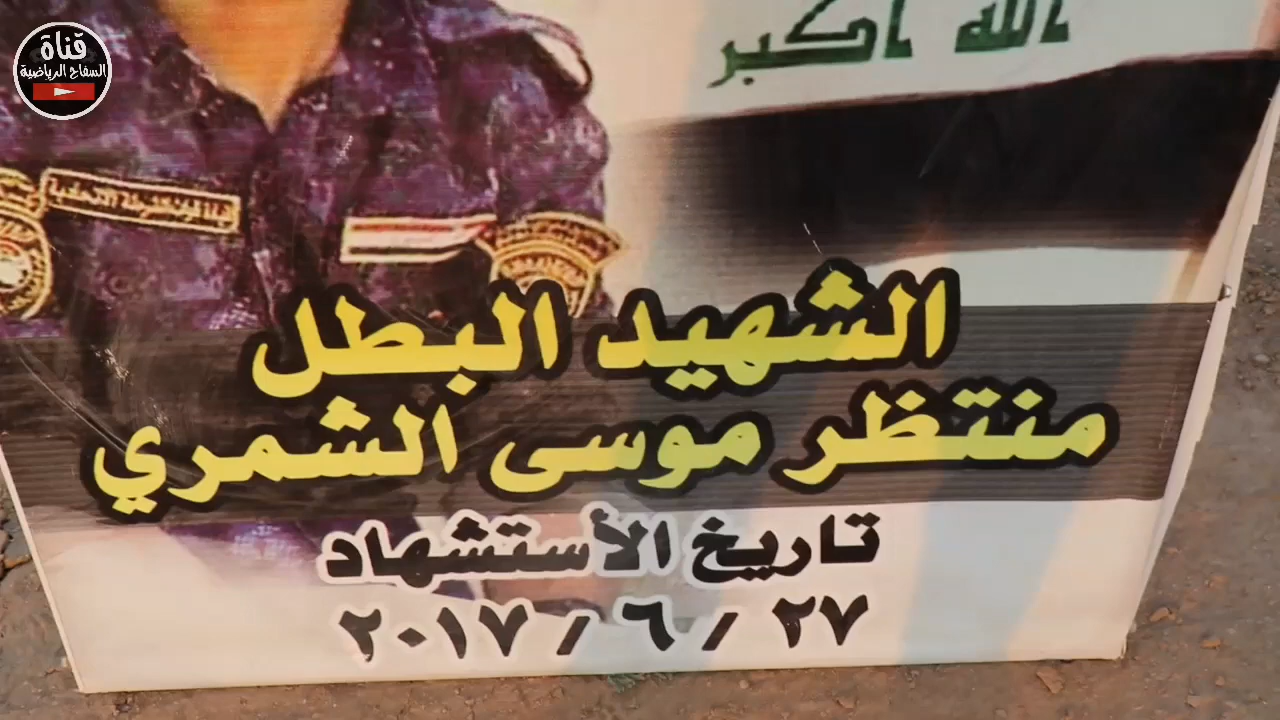 قناة
السفاح الرياضية
الله اكبر
الشهيد البطل
منتظر موسى الشمري
تاريخ الأستشهاد
٢٧ / ٦ / ٢٠١٧